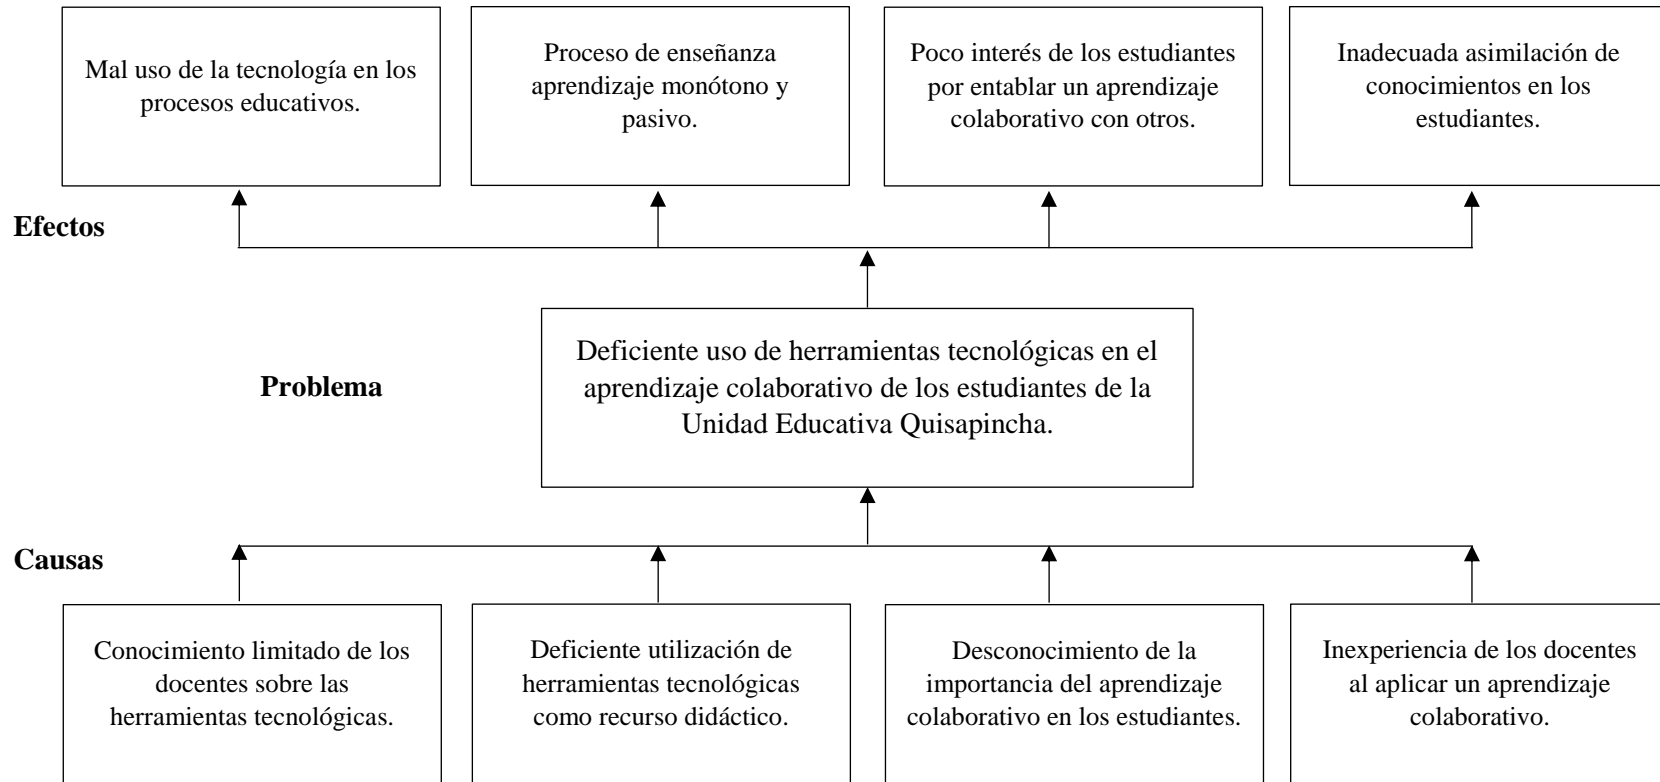 Mal uso de la tecnología en los
procesos educativos.
Proceso de enseñanza
aprendizaje monótono y
pasivo.
Poco interés de los estudiantes
por entablar un aprendizaje
colaborativo con otros.
Inadecuada asimilación de
conocimientos en los
estudiantes.
Efectos
Problema
Deficiente uso de herramientas tecnológicas en el
aprendizaje colaborativo de los estudiantes de la
Unidad Educativa Quisapincha.
Causas
Conocimiento limitado de los
docentes sobre las
herramientas tecnológicas.
Deficiente utilización de
herramientas tecnológicas
como recurso didáctico.
Desconocimiento de la
importancia del aprendizaje
colaborativo en los estudiantes.
Inexperiencia de los docentes
al aplicar un aprendizaje
colaborativo.